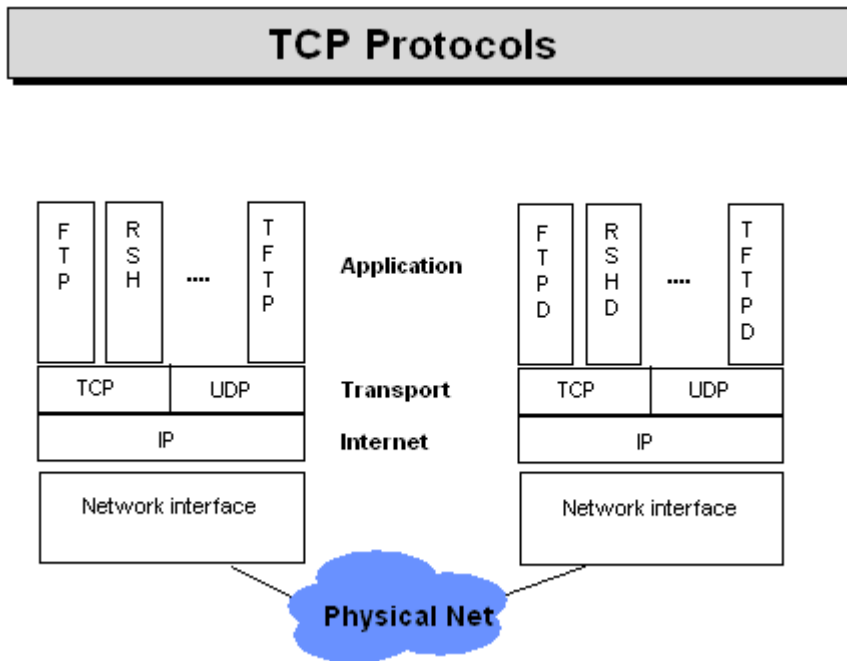 TCP Protocols
FTP
RSH
....
TFTP
Application
FTPD
RSHD
....
TFTPD
TCP
UDP
Transport
TCP
UDP
IP
Internet
IP
Network interface
Network interface
Physical Net